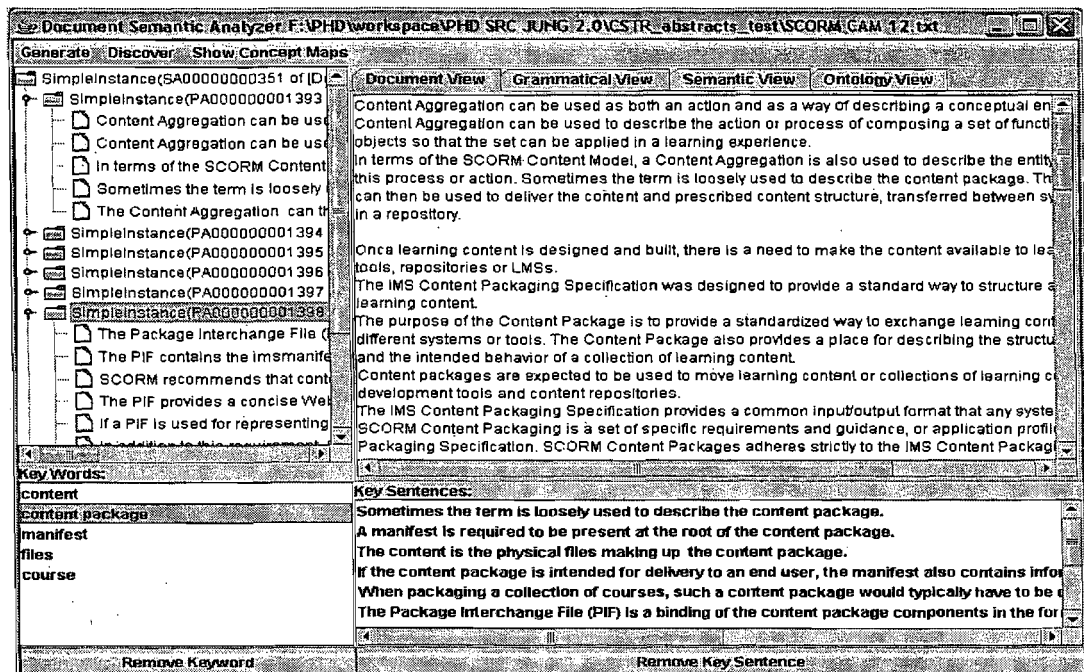 Document Semantic Analyzer F:\PHD\workspace\PHD SRC JUNG 2.0\CSTR_abstracts_test\SCORM CAM 12.txt
Generate Discover Show Concept Maps
SimpleInstance(SA00000000351 of [D
SimpleInstance(PA000000001393
Content Aggregation can be us
Content Aggregation can be us
In terms of the SCORM Content
Sometimes the term is loosely
The Content Aggregation can th
SimpleInstance(PA000000001394
SimpleInstance(PA000000001395
SimpleInstance(PA000000001396
SimpleInstance(PA000000001397
SimpleInstance(PA000000001398
The Package Interchange File (
The PIF contains the imsmanife
SCORM recommends that cont
The PIF provides a concise Web
If a PIF is used for representing
In addition to this requirement
Document View Grammatical View Semantic View Ontology View
Content Aggregation can be used as both an action and as a way of describing a conceptual en
Content Aggregation can be used to describe the action or process of composing a set of functi
objects so that the set can be applied in a learning experience.
In terms of the SCORM Content Model, a Content Aggregation is also used to describe the entity
this process or action. Sometimes the term is loosely used to describe the content package. Th
can then be used to deliver the content and prescribed content structure, transferred between sy
in a repository.
Once learning content is designed and built, there is a need to make the content available to lea
tools, repositories or LMSs.
The IMS Content Packaging Specification was designed to provide a standard way to structure a
learning content.
The purpose of the Content Package is to provide a standardized way to exchange learning cont
different systems or tools. The Content Package also provides a place for describing the structu
and the intended behavior of a collection of learning content.
Content packages are expected to be used to move learning content or collections of learning c
development tools and content repositories.
The IMS Content Packaging Specification provides a common input/output format that any syste
SCORM Content Packaging is a set of specific requirements and guidance, or application profil
Packaging Specification. SCORM Content Packages adheres strictly to the IMS Content Packagi
Key Words:
content
content package
manifest
files
course
Key Sentences:
Sometimes the term is loosely used to describe the content package.
A manifest is required to be present at the root of the content package.
The content is the physical files making up the content package.
If the content package is intended for delivery to an end user, the manifest also contains infor
When packaging a collection of courses, such a content package would typically have to be
The Package Interchange File (PIF) is a binding of the content package components in the for
Remove Keyword
Remove Key Sentence